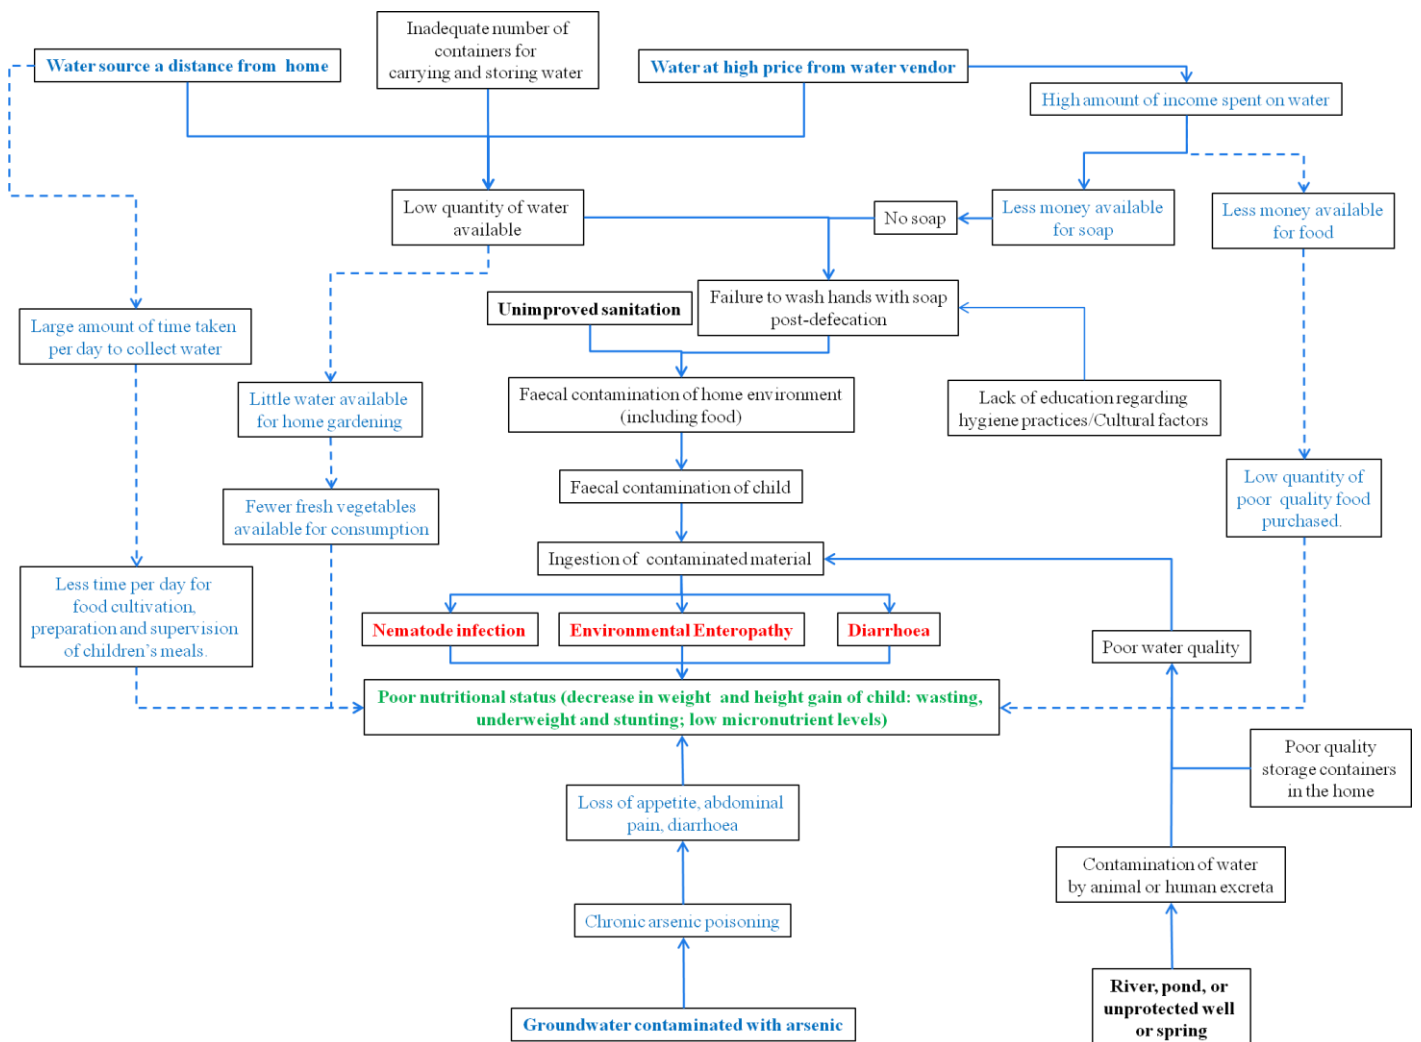 Inadequate number of
containers for
carrying and storing water
Water source a distance from home
Water at high price from water vendor
High amount of income spent on water
Low quantity of water
available
No soap
Less money available
for soap
Less money available
for food
Unimproved sanitation
Failure to wash hands with soap
post-defecation
Large amount of time taken
per day to collect water
Little water available
for home gardening
Faecal contamination of home environment
(including food)
Lack of education regarding
hygiene practices/Cultural factors
Faecal contamination of child
Fewer fresh vegetables
available for consumption
Low quantity of
poor quality food
purchased.
Ingestion of contaminated material
Less time per day for
food cultivation,
preparation and supervision
of children's meals.
Nematode infection
Environmental Enteropathy
Diarrhoea
Poor water quality
Poor nutritional status (decrease in weight and height gain of child: wasting,
underweight and stunting; low micronutrient levels)
Poor quality
storage containers
in the home
Loss of appetite, abdominal
pain, diarrhoea
Contamination of water
by animal or human excreta
Chronic arsenic poisoning
Groundwater contaminated with arsenic
River, pond, or
unprotected well
or spring